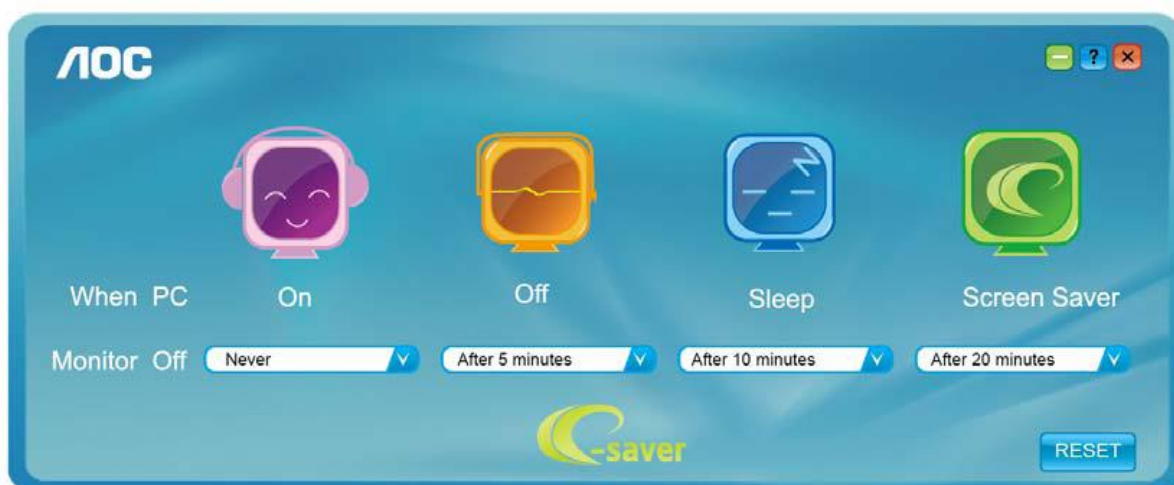 AOC
?
When PC On Off Sleep Screen Saver
Monitor Off Never After 5 minutes After 10 minutes After 20 minutes
e-saver
RESET